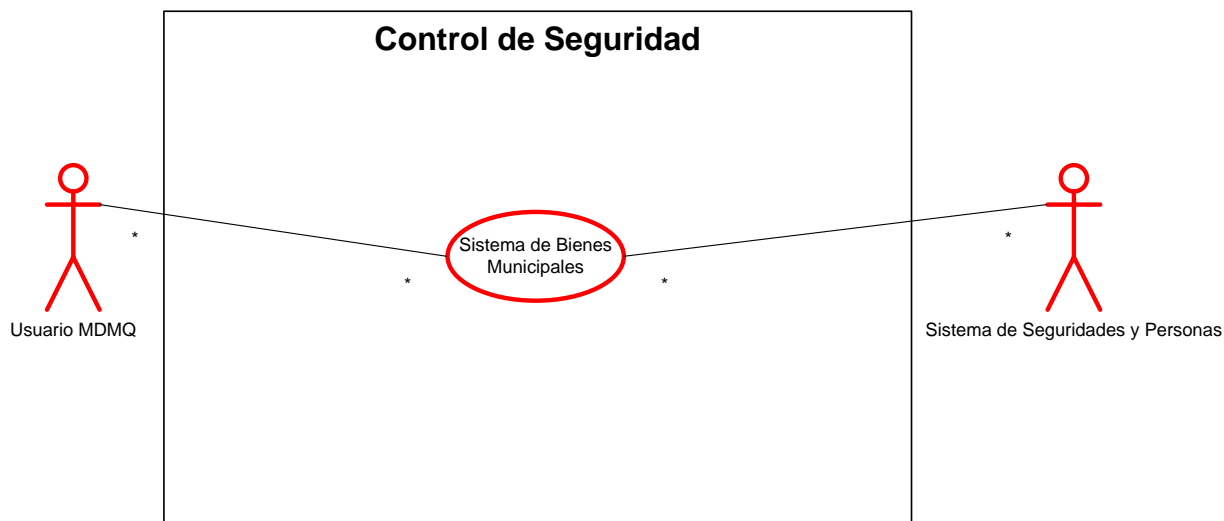 Control de Seguridad
*
*
Sistema de Bienes
Municipales
*
*
Usuario MDMQ
Sistema de Seguridades y Personas